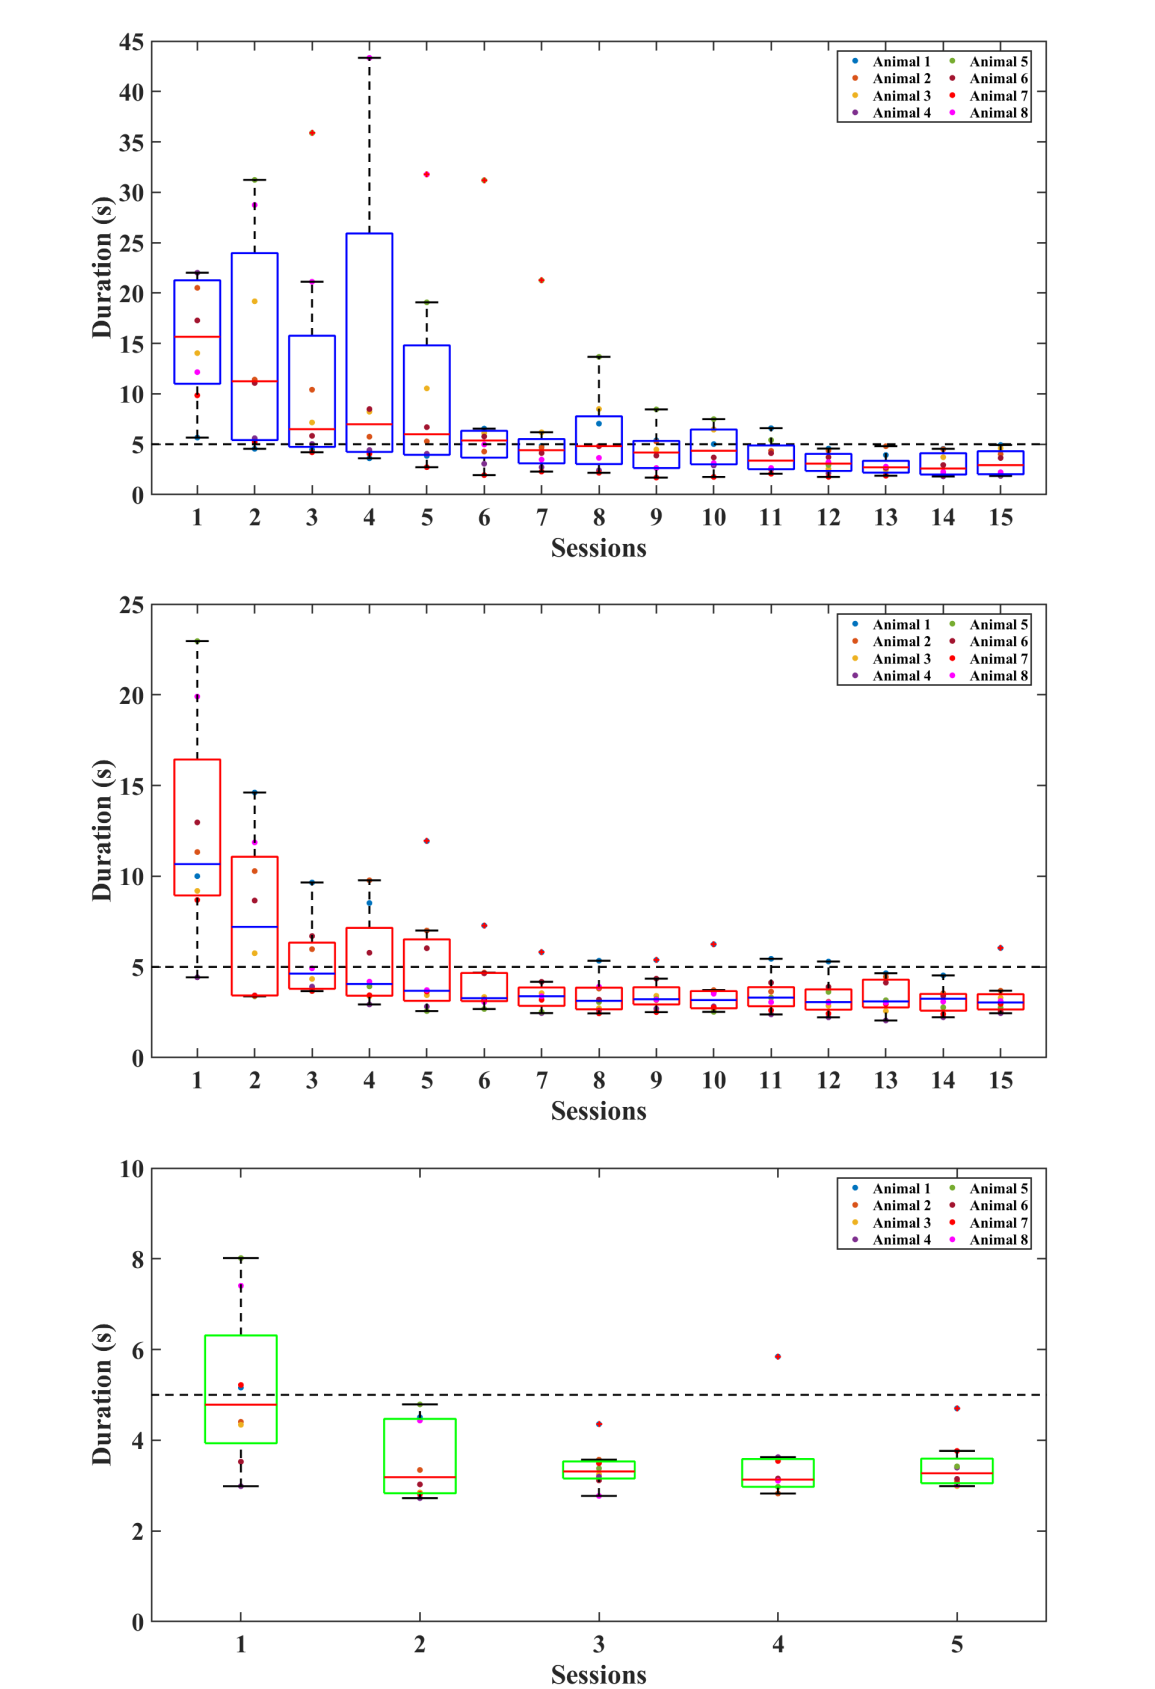 45
40
35
30
25
20
15
10
5
0
Duration (s)
Animal 1 Animal 5
Animal 2 Animal 6
Animal 3 Animal 7
Animal 4 Animal 8
1 2 3 4 5 6 7 8 9 10 11 12 13 14 15
Sessions
25
20
15
10
5
0
Duration (s)
Animal 1 Animal 5
Animal 2 Animal 6
Animal 3 Animal 7
Animal 4 Animal 8
1 2 3 4 5 6 7 8 9 10 11 12 13 14 15
Sessions
10
8
6
4
2
0
Duration (s)
Animal 1 Animal 5
Animal 2 Animal 6
Animal 3 Animal 7
Animal 4 Animal 8
1 2 3 4 5
Sessions